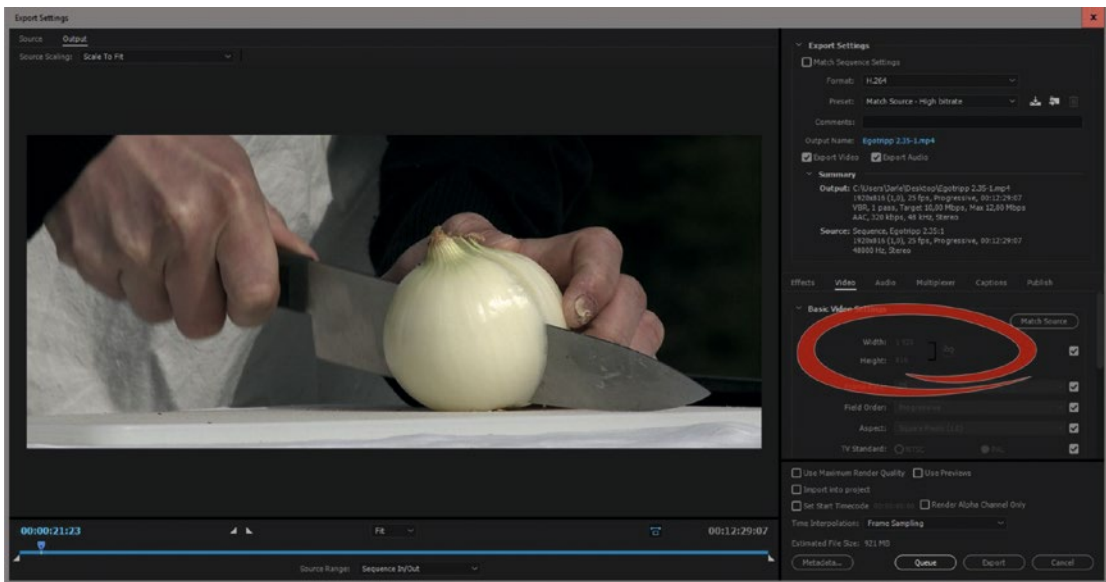 Export Settings
x
Source Output
Source Scaling: Scale To Fit
Export Settings
Match Sequence Settings
Format: H.264
Preset: Match Source - High bitrate
Comments:
Output Name: Egotripp 2.35-1.mp4
Export Video Export Audio
Summary
Output: C:\Users\Jarle\Desktop\Egotripp 2.35-1.mp4
1920x816 (1,0), 25 fps, Progressive, 00:12:29:07
VBR, 1 pass, Target 10,00 Mbps, Max 12,00 Mbps
AAC, 320 kbps, 48 kHz, Stereo
Source: Sequence, Egotripp 2.35:1
1920x816 (1,0), 25 fps, Progressive, 00:12:29:07
48000 Hz, Stereo
Effects Video Audio Multiplexer Captions Publish
Basic Video Settings
Match Source
Width: 1 920
Height: 816
Field Order: Progressive
Aspect: Square Pixels (1.0)
TV Standard: NTSC PAL
Use Maximum Render Quality Use Previews
Import into project
Set Start Timecode 00:00:00:00 Render Alpha Channel Only
Time Interpolation: Frame Sampling
Estimated File Size: 921 MB
Metadata... Queue Export Cancel
00:00:21:23 Fit 00:12:29:07
Source Range: Sequence In/Out